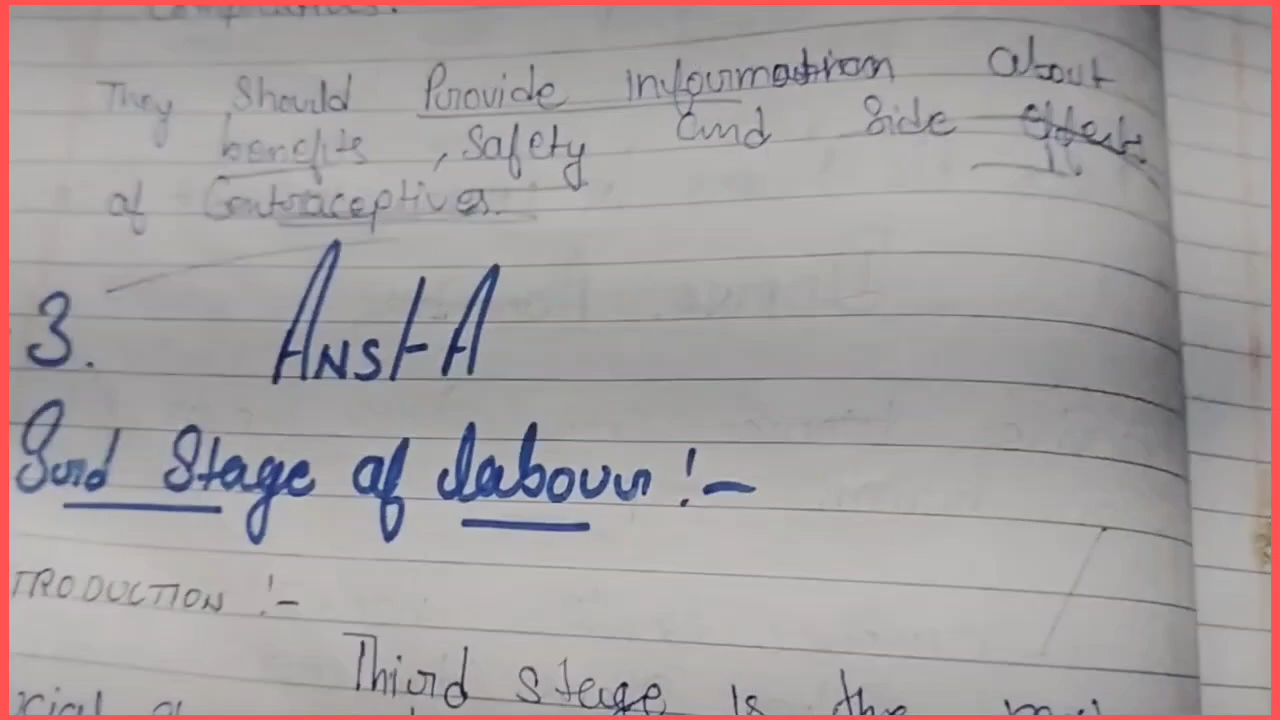 They Should Provide information about
benefits, Safety and Side effects
of Contraceptives.
3. Ans1-A
3rd Stage of labour :-
TRODUCTION :-
Third stage is the